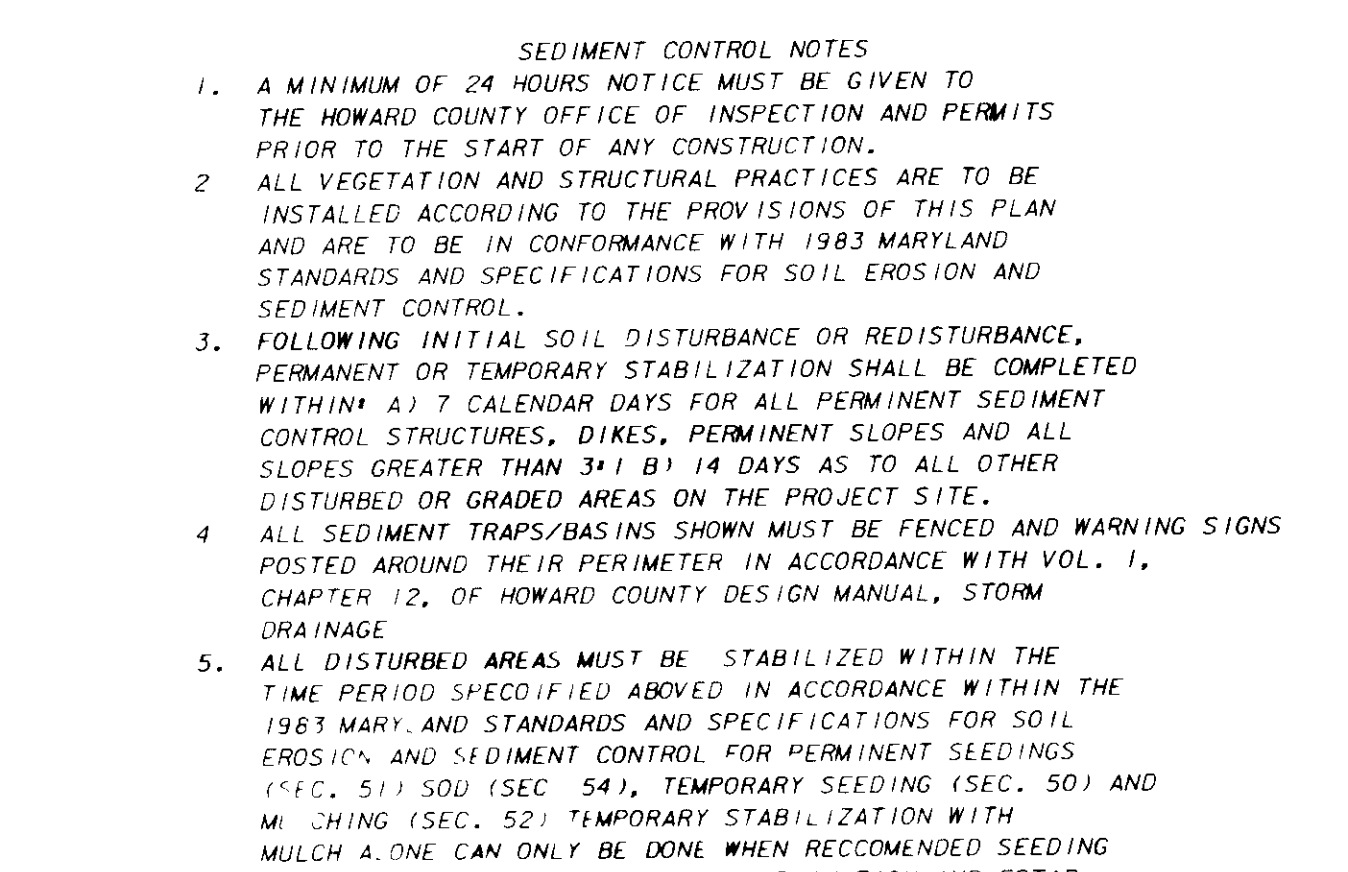 SEDIMENT CONTROL NOTES
1. A MINIMUM OF 24 HOURS NOTICE MUST BE GIVEN TO
THE HOWARD COUNTY OFFICE OF INSPECTION AND PERMITS
PRIOR TO THE START OF ANY CONSTRUCTION.
2 ALL VEGETATION AND STRUCTURAL PRACTICES ARE TO BE
INSTALLED ACCORDING TO THE PROVISIONS OF THIS PLAN
AND ARE TO BE IN CONFORMANCE WITH 1983 MARYLAND
STANDARDS AND SPECIFICATIONS FOR SOIL EROSION AND
SEDIMENT CONTROL.
3. FOLLOWING INITIAL SOIL DISTURBANCE OR REDISTURBANCE,
PERMANENT OR TEMPORARY STABILIZATION SHALL BE COMPLETED
WITHIN: A) 7 CALENDAR DAYS FOR ALL PERMINENT SEDIMENT
CONTROL STRUCTURES, DIKES, PERMINENT SLOPES AND ALL
SLOPES GREATER THAN 3:1 B) 14 DAYS AS TO ALL OTHER
DISTURBED OR GRADED AREAS ON THE PROJECT SITE.
4 ALL SEDIMENT TRAPS/BASINS SHOWN MUST BE FENCED AND WARNING SIGNS
POSTED AROUND THEIR PERIMETER IN ACCORDANCE WITH VOL. 1,
CHAPTER 12, OF HOWARD COUNTY DESIGN MANUAL, STORM
DRAINAGE
5. ALL DISTURBED AREAS MUST BE STABILIZED WITHIN THE
TIME PERIOD SPECOIFIED ABOVED IN ACCORDANCE WITHIN THE
1983 MARYLAND STANDARDS AND SPECIFICATIONS FOR SOIL
EROSION AND SEDIMENT CONTROL FOR PERMINENT SEEDINGS
(SEC. 51) SOD (SEC 54), TEMPORARY SEEDING (SEC. 50) AND
MULCHING (SEC. 52) TEMPORARY STABILIZATION WITH
MULCH ALONE CAN ONLY BE DONE WHEN RECCOMENDED SEEDING